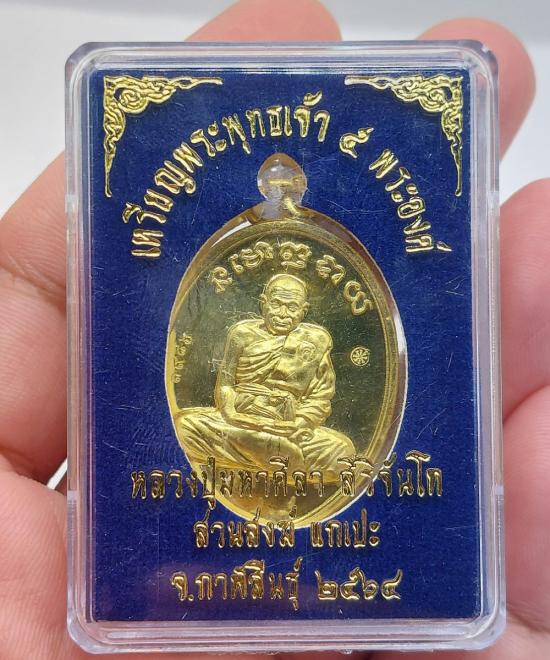 เหรียญพระพุทธเจ้า ๕ พระองค์
หลวงปู่มหาศิลา สิริจันโท
สวนสงฆ์ แกเปะ
จ.กาฬสินธุ์ ๒๕๖๔